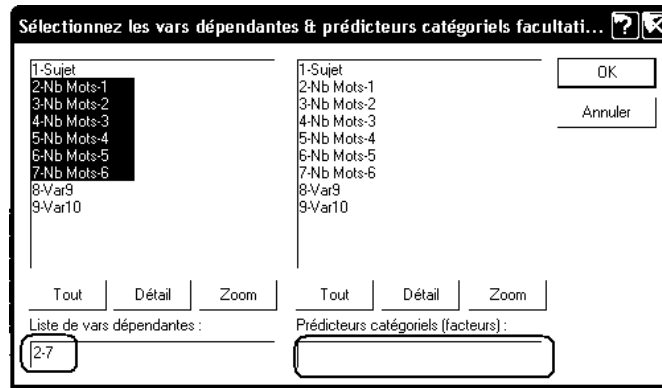 Sélectionnez les vars dépendantes & prédicteurs catégoriels facultati... ?
1-Sujet
2-Nb Mots-1
3-Nb Mots-2
4-Nb Mots-3
5-Nb Mots-4
6-Nb Mots-5
7-Nb Mots-6
8-Var9
9-Var10
Tout Détail Zoom
Liste de vars dépendantes :
2-7
1-Sujet
2-Nb Mots-1
3-Nb Mots-2
4-Nb Mots-3
5-Nb Mots-4
6-Nb Mots-5
7-Nb Mots-6
8-Var9
9-Var10
Tout Détail Zoom
Prédicteurs catégoriels (facteurs) :
OK
Annuler